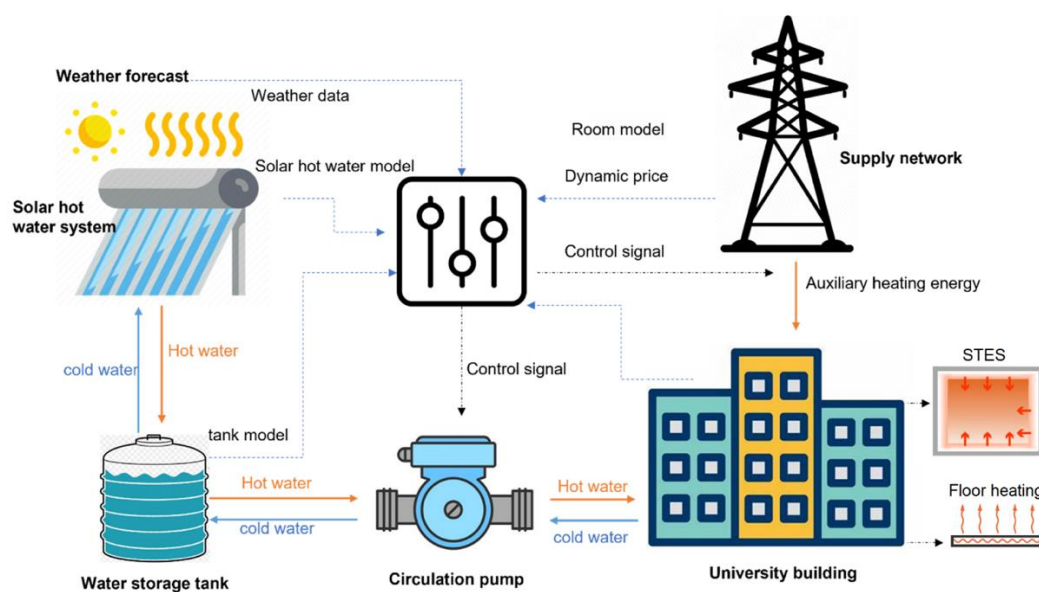 Weather forecast
Weather data
Room model
Supply network
Solar hot water model
Dynamic price
Solar hot
water system
Control signal
Auxiliary heating energy
Hot water
cold water
Control signal
STES
tank model
Hot water
Hot water
Floor heating
cold water
cold water
Water storage tank
Circulation pump
University building